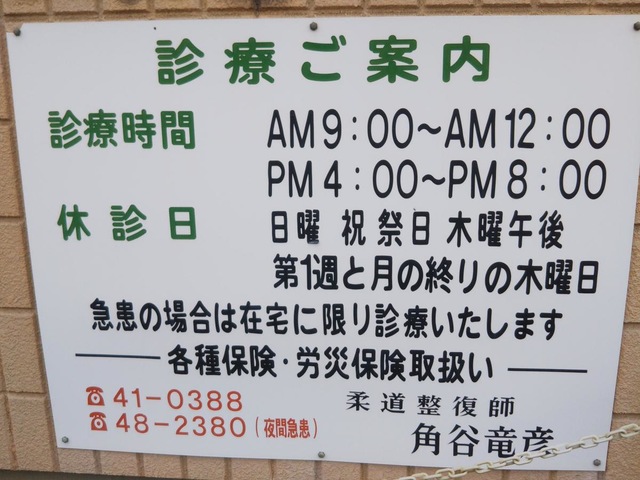 診療ご案内
診療時間 AM9:00〜AM12:00
PM4:00〜PM8:00
休診日 日曜 祝祭日 木曜午後
第1週と月の終りの木曜日
急患の場合は在宅に限り診療いたします
各種保険・労災保険取扱い
☎41-0388 柔道整復師
☎48-2380(夜間急患) 角谷竜彦